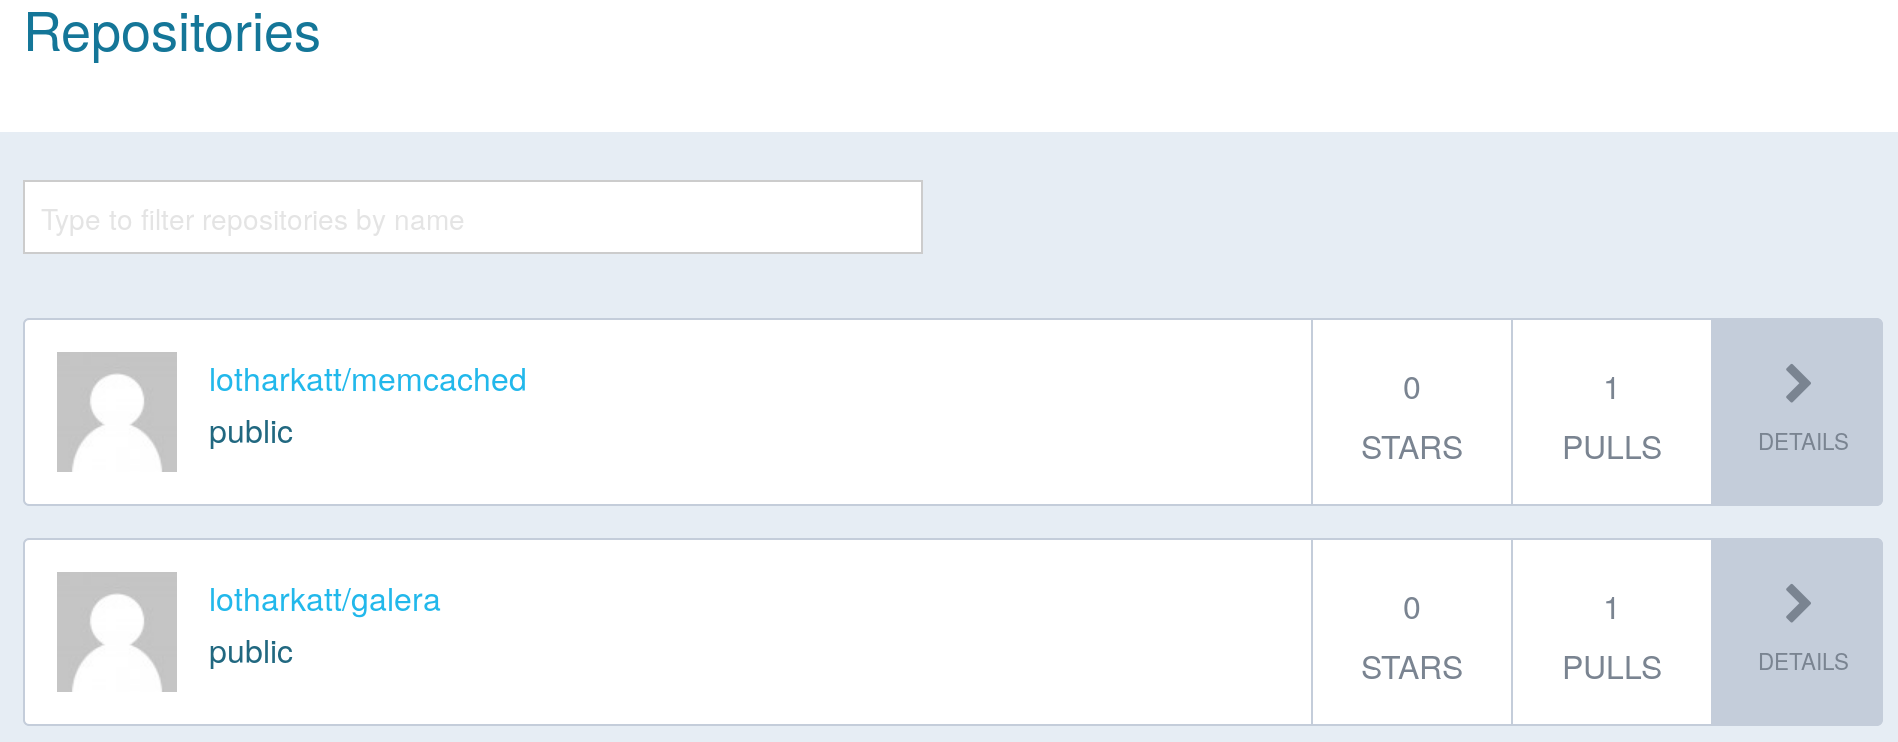 Repositories
Type to filter repositories by name
lotharkatt/memcached
public
0
STARS
1
PULLS
DETAILS
lotharkatt/galera
public
0
STARS
1
PULLS
DETAILS